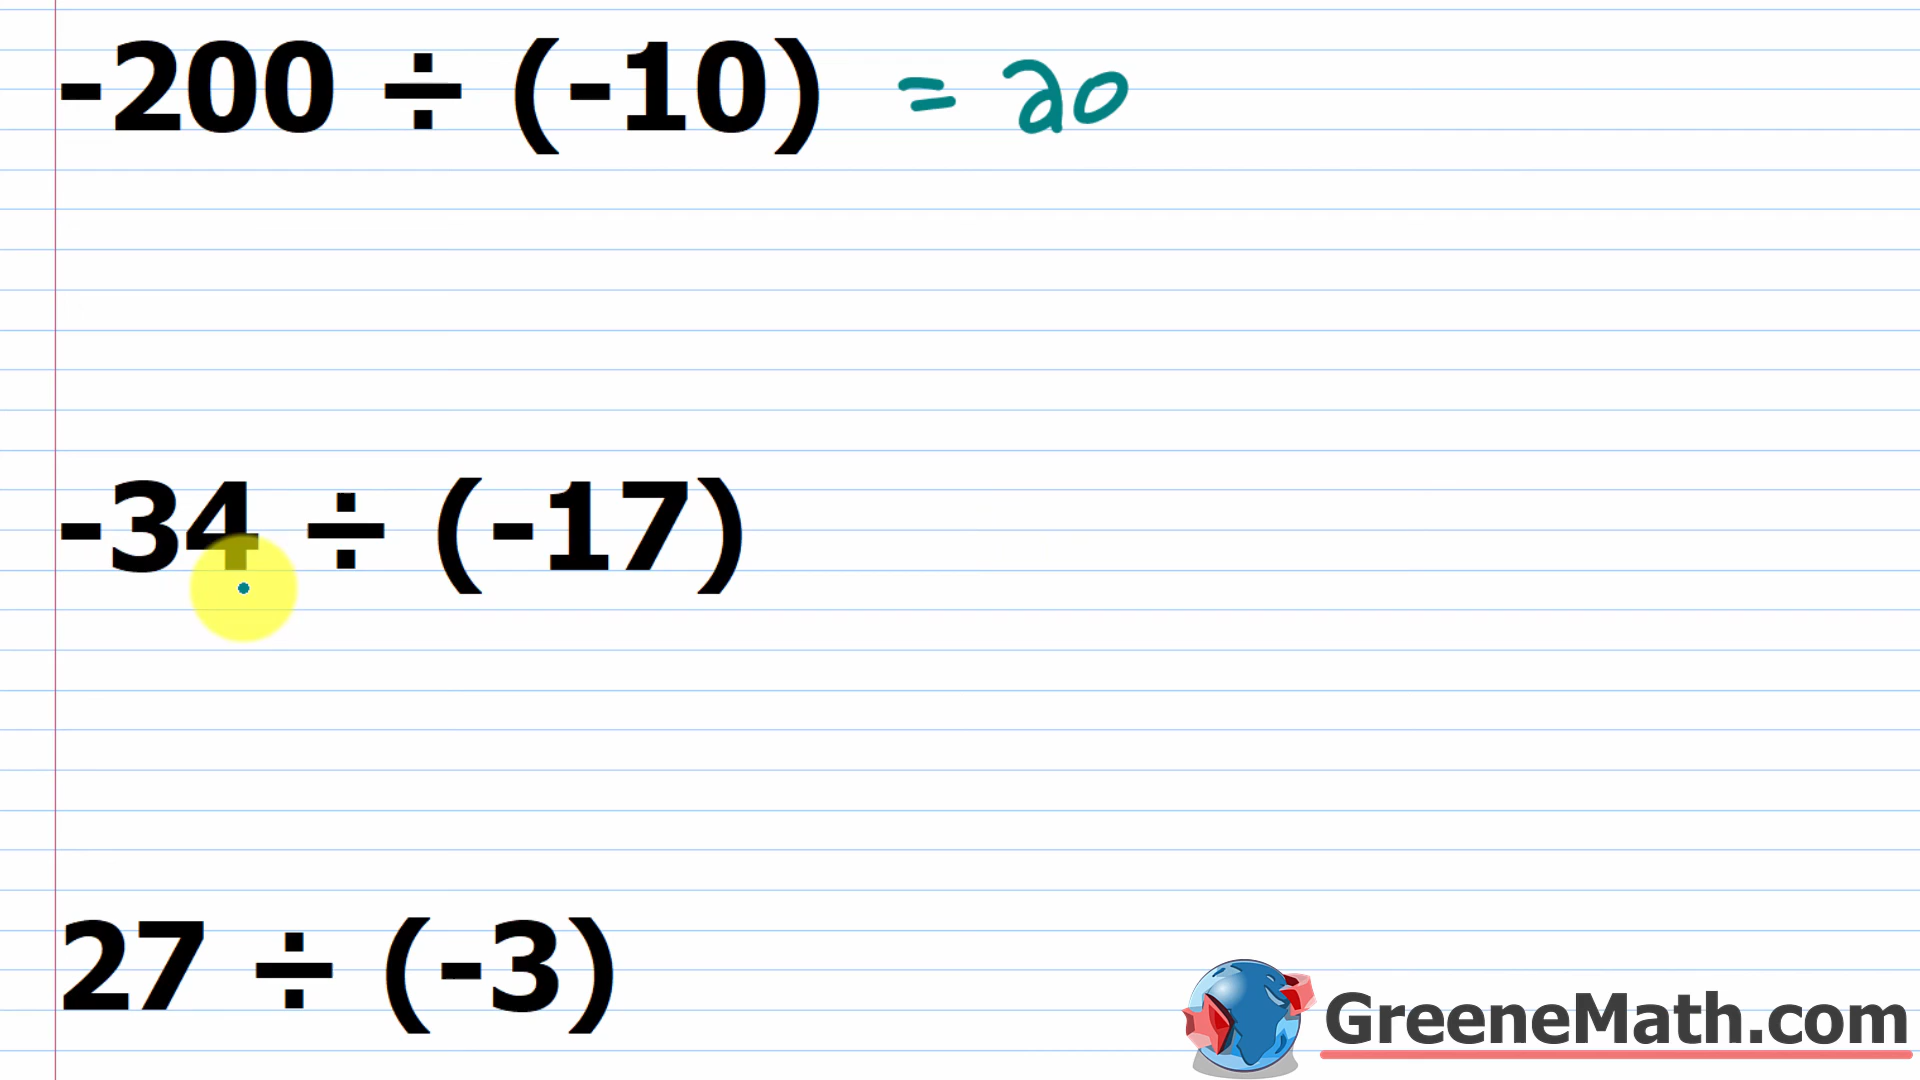 -200 ÷ (-10) = 20
-34 ÷ (-17)
27 ÷ (-3)
GreeneMath.com